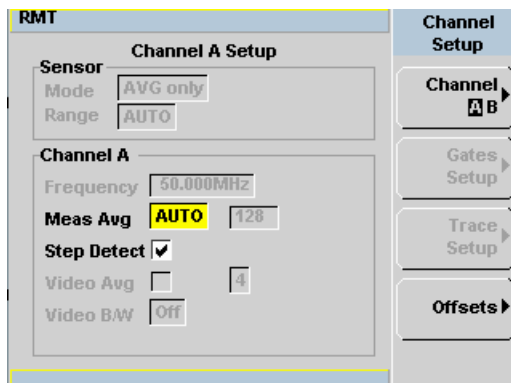 RMT
Channel A Setup
Sensor
Mode AVG only
Range AUTO
Channel A
Frequency 50.000MHz
Meas Avg AUTO 128
Step Detect
Video Avg 4
Video B/W Off
Channel
Setup
Channel
A B
Gates
Setup
Trace
Setup
Offsets